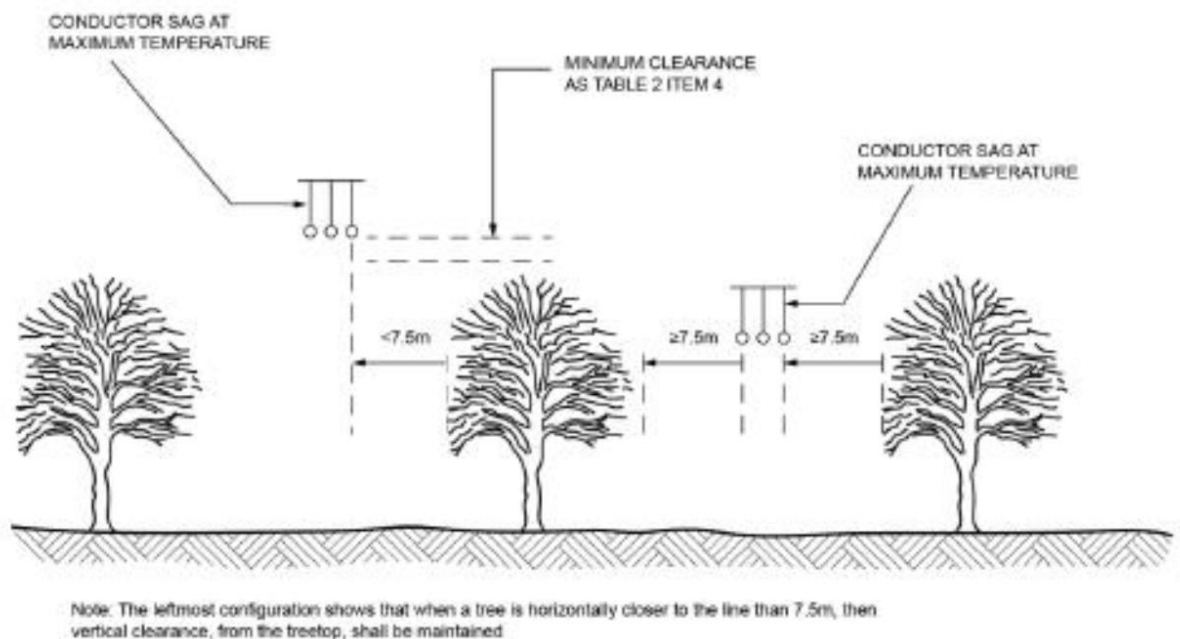 CONDUCTOR SAG AT
MAXIMUM TEMPERATURE
MINIMUM CLEARANCE
AS TABLE 2 ITEM 4
CONDUCTOR SAG AT
MAXIMUM TEMPERATURE
<7.5m
≥7.5m
≥7.5m
Note: The leftmost configuration shows that when a tree is horizontally closer to the line than 7.5m, then
vertical clearance, from the treetop, shall be maintained